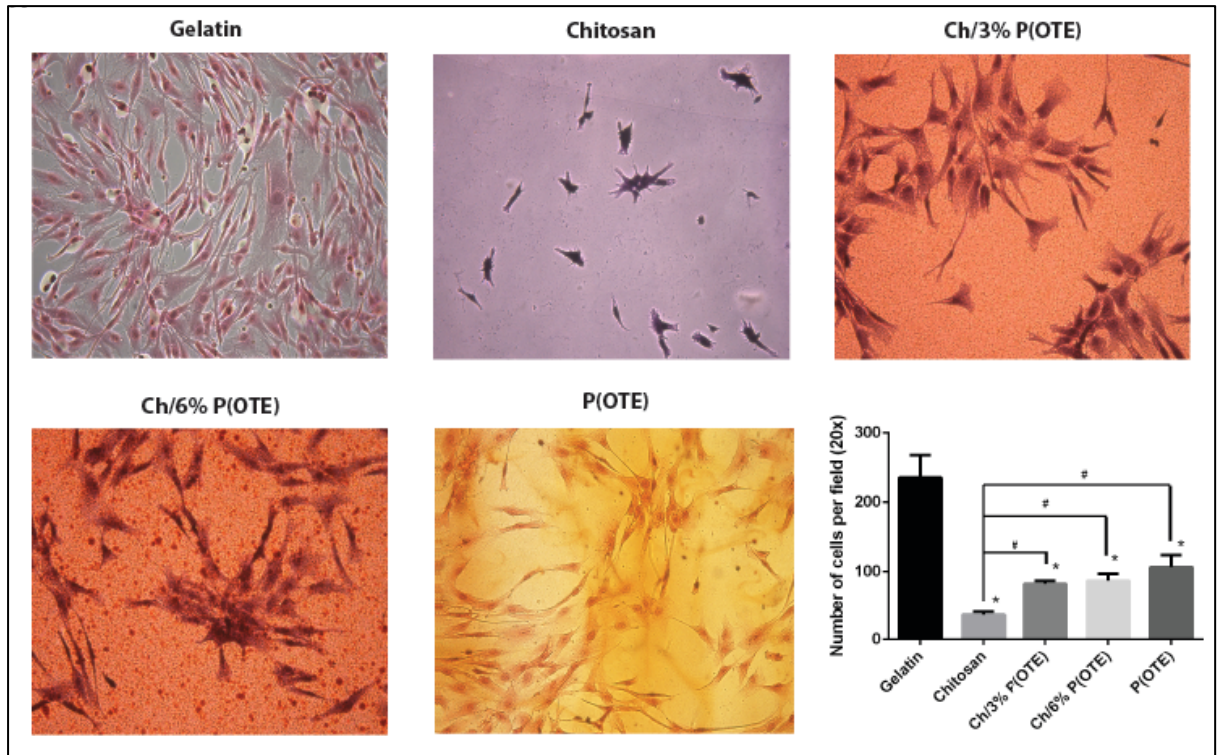 Gelatin
Chitosan
Ch/3% P(OTE)
Ch/6% P(OTE)
P(OTE)
Number of cells per field (20x)
300
200
100
0
#
#
#
*
*
*
*
Gelatin
Chitosan
Ch/3% P(OTE)
Ch/6% P(OTE)
P(OTE)